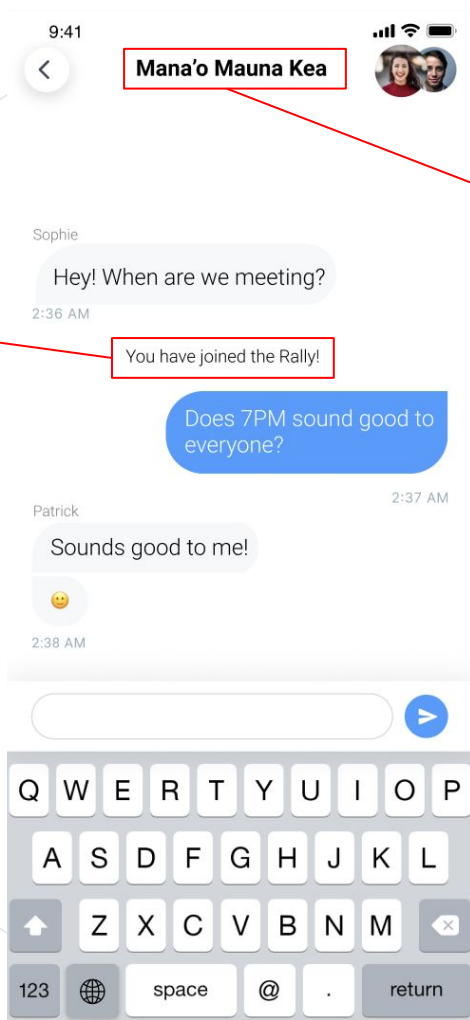 9:41
Mana’o Mauna Kea
Sophie
Hey! When are we meeting?
2:36 AM
You have joined the Rally!
Does 7PM sound good to
everyone?
2:37 AM
Patrick
Sounds good to me!
🙂
2:38 AM
Q W E R T Y U I O P
A S D F G H J K L
Z X C V B N M
123 space @ . return